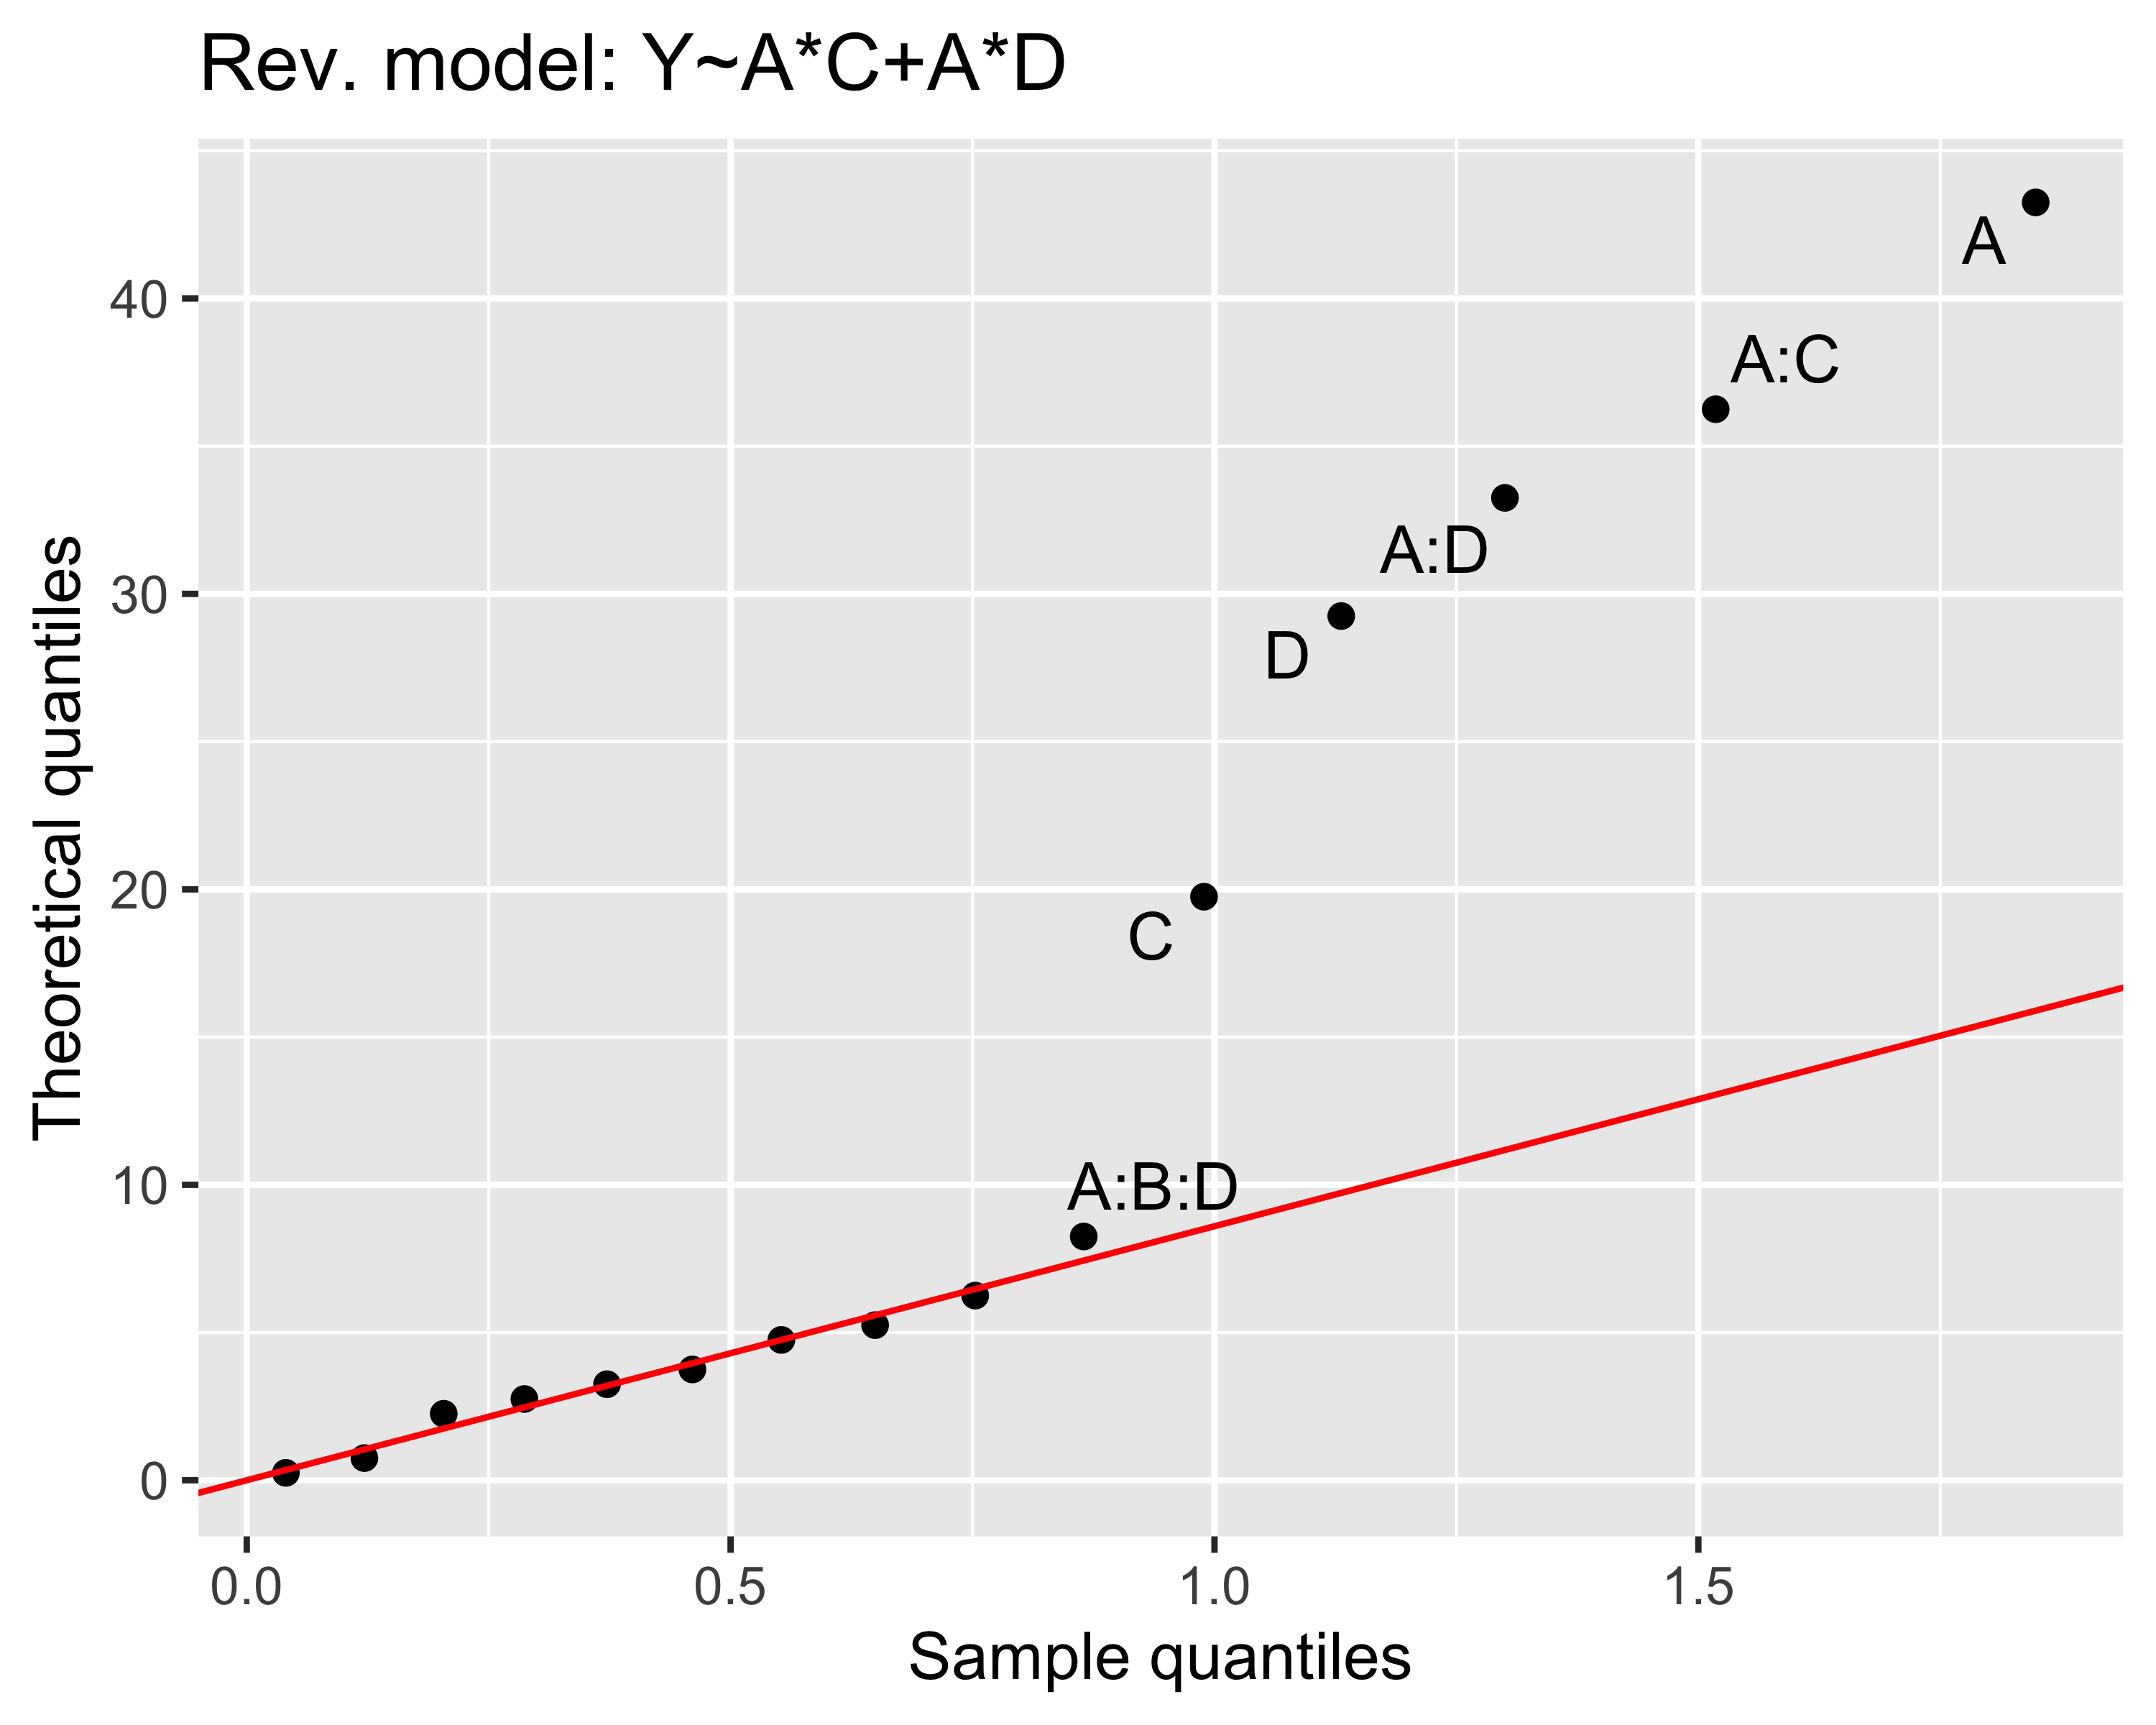 Rev. model: Y~A*C+A*D
Theoretical quantiles
40
30
20
10
0
A
A:C
A:D
D
C
A:B:D
0.0 0.5 1.0 1.5
Sample quantiles